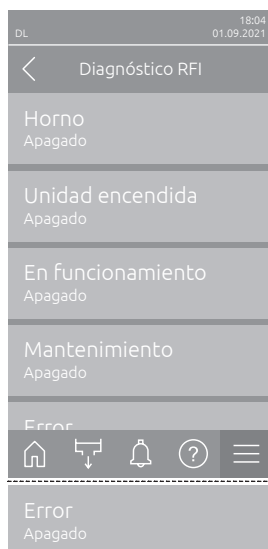 18:04
DL 01.09.2021
Diagnóstico RFI
Horno
Apagado
Unidad encendida
Apagado
En funcionamiento
Apagado
Mantenimiento
Apagado
Error
?
Error
Apagado